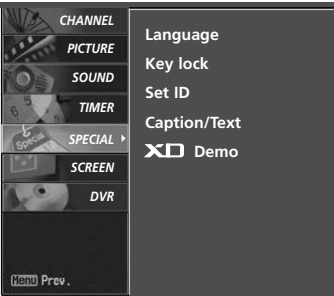 CHANNEL
PICTURE
SOUND
TIMER
SPECIAL
SCREEN
DVR
Menu Prev.
Language
Key lock
Set ID
Caption/Text
XD Demo